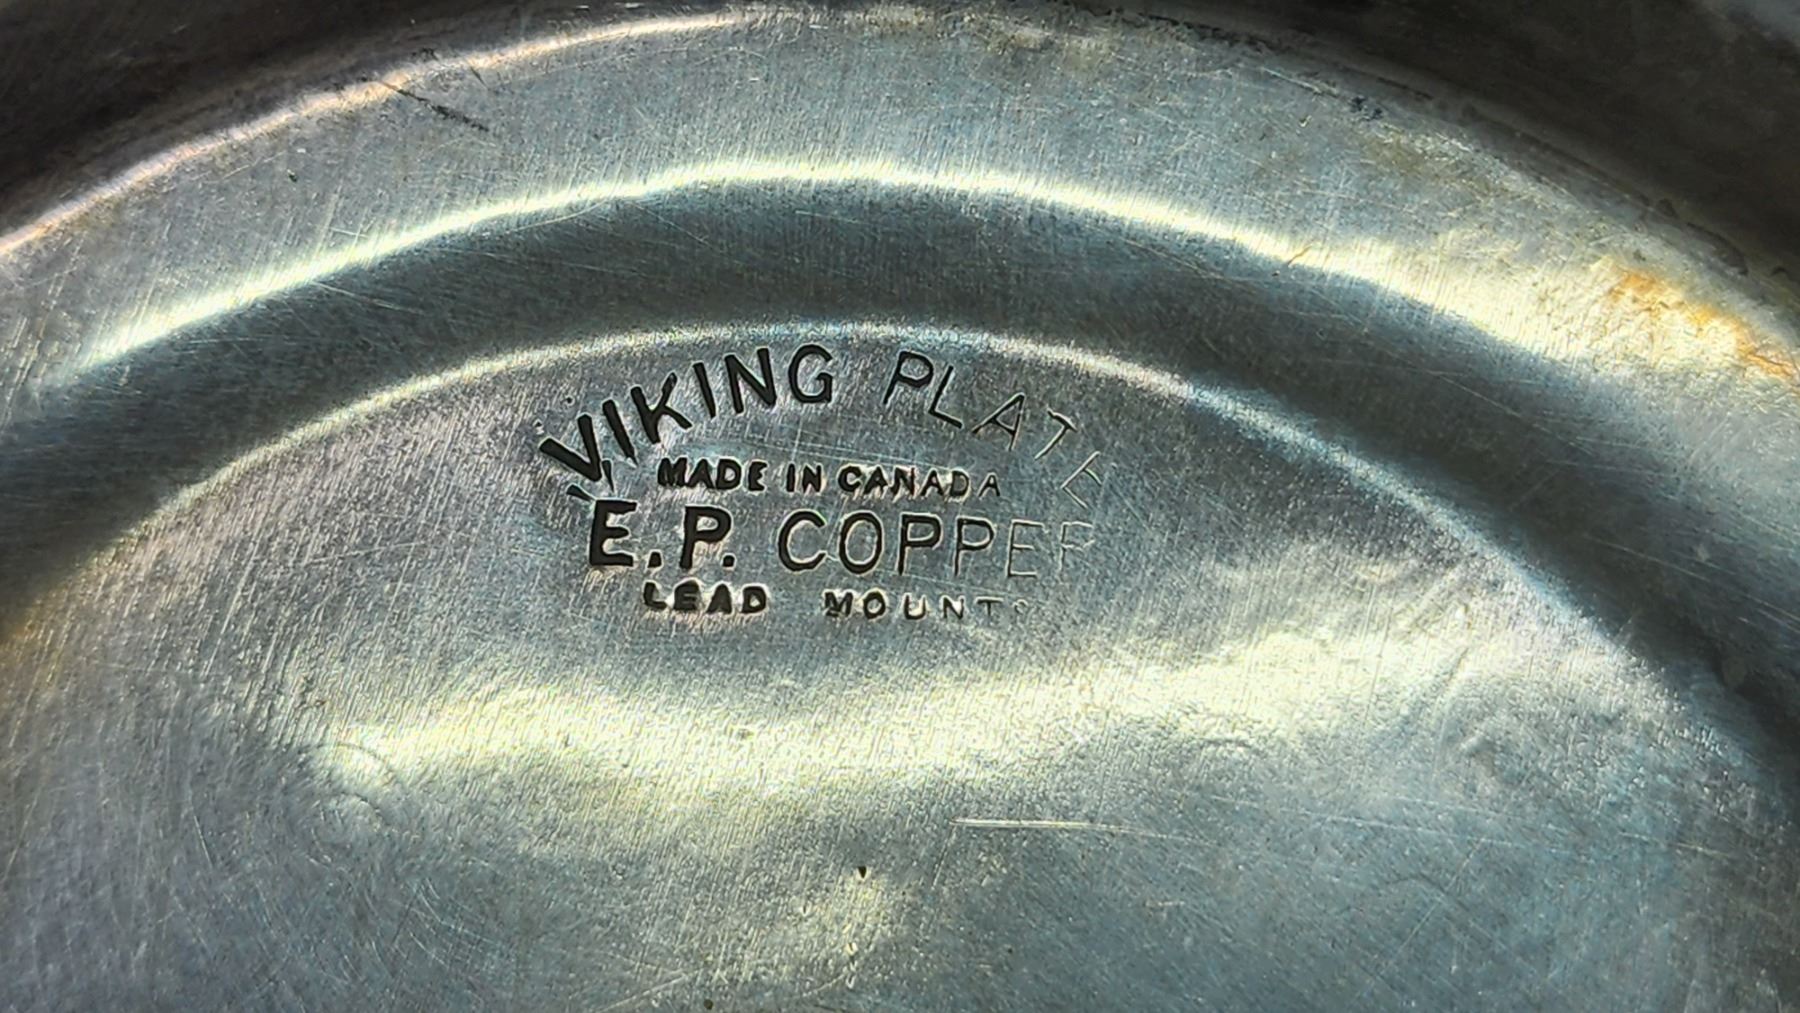 VIKING PLATE
MADE IN CANADA
E.P. COPPER
LEAD MOUNTS